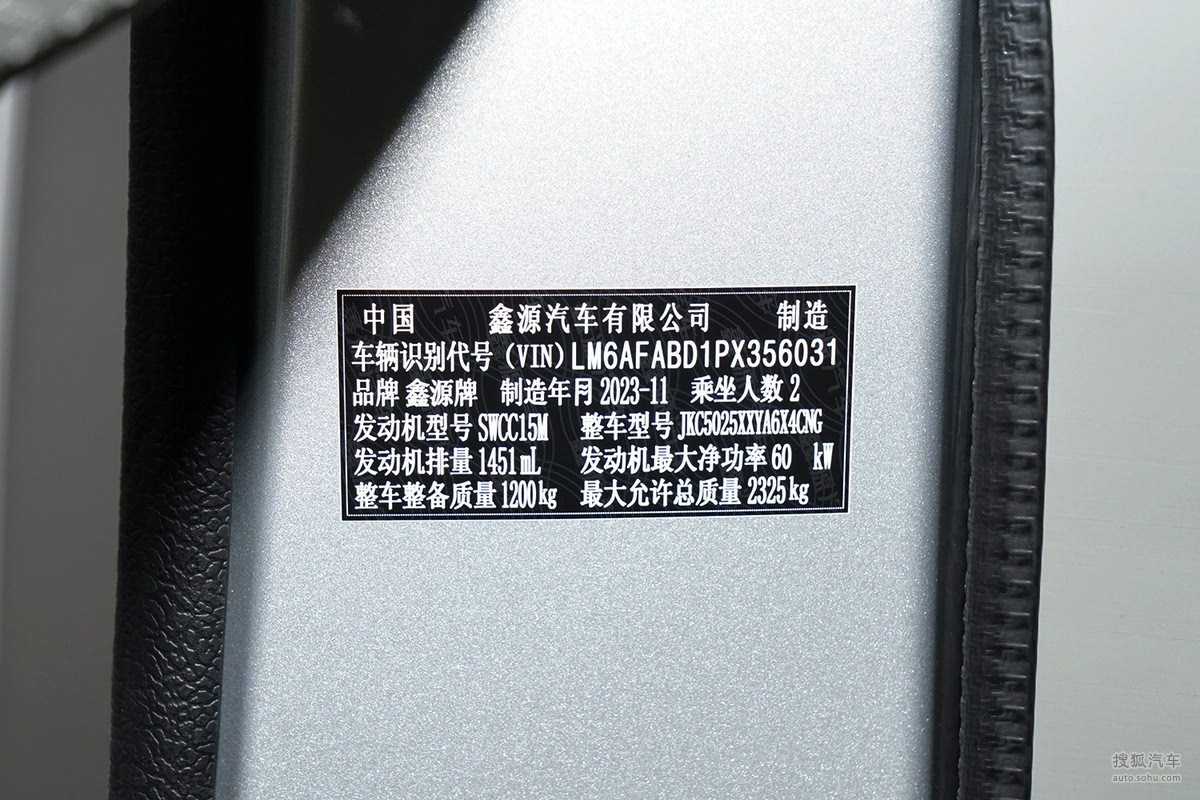 中国 鑫源汽车有限公司 制造
车辆识别代号 (VIN) LM6AFABD1PX356031
品牌 鑫源牌 制造年月 2023-11 乘坐人数 2
发动机型号 SWCC15M 整车型号 JKC5025XXYA6X4CNG
发动机排量 1451mL 发动机最大净功率 60 kW
整车整备质量 1200kg 最大允许总质量 2325kg
搜狐汽车
auto.sohu.com